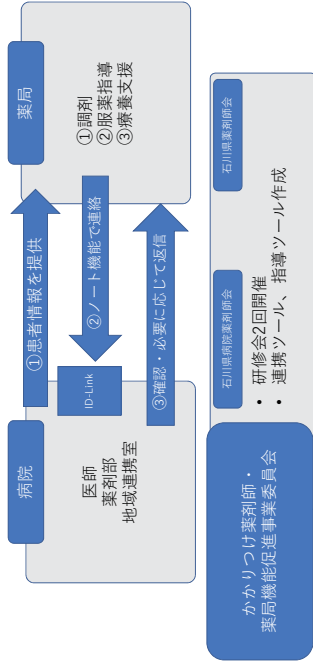 病院
医師
薬剤部
地域連携室
ID-Link
①患者情報を提供
②ノート機能で連絡
③確認・必要に応じて返信
薬局
①調剤
②服薬指導
③療養支援
かかりつけ薬剤師・
薬局機能促進事業委員会
石川県病院薬剤師会
石川県薬剤師会
• 研修会2回開催
• 連携ツール、指導ツール作成